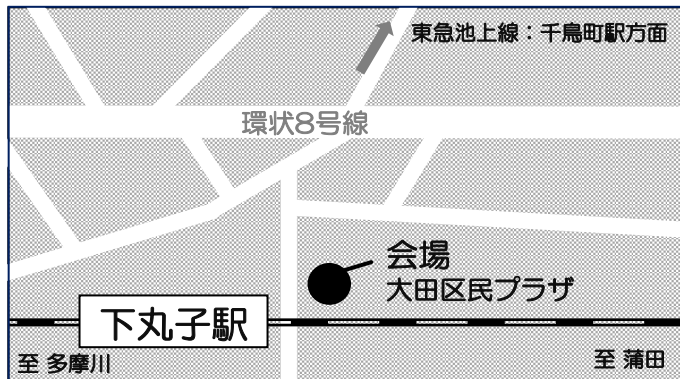 東急池上線：千鳥町駅方面
環状8号線
会場
大田区民プラザ
下丸子駅
至 多摩川
至 蒲田